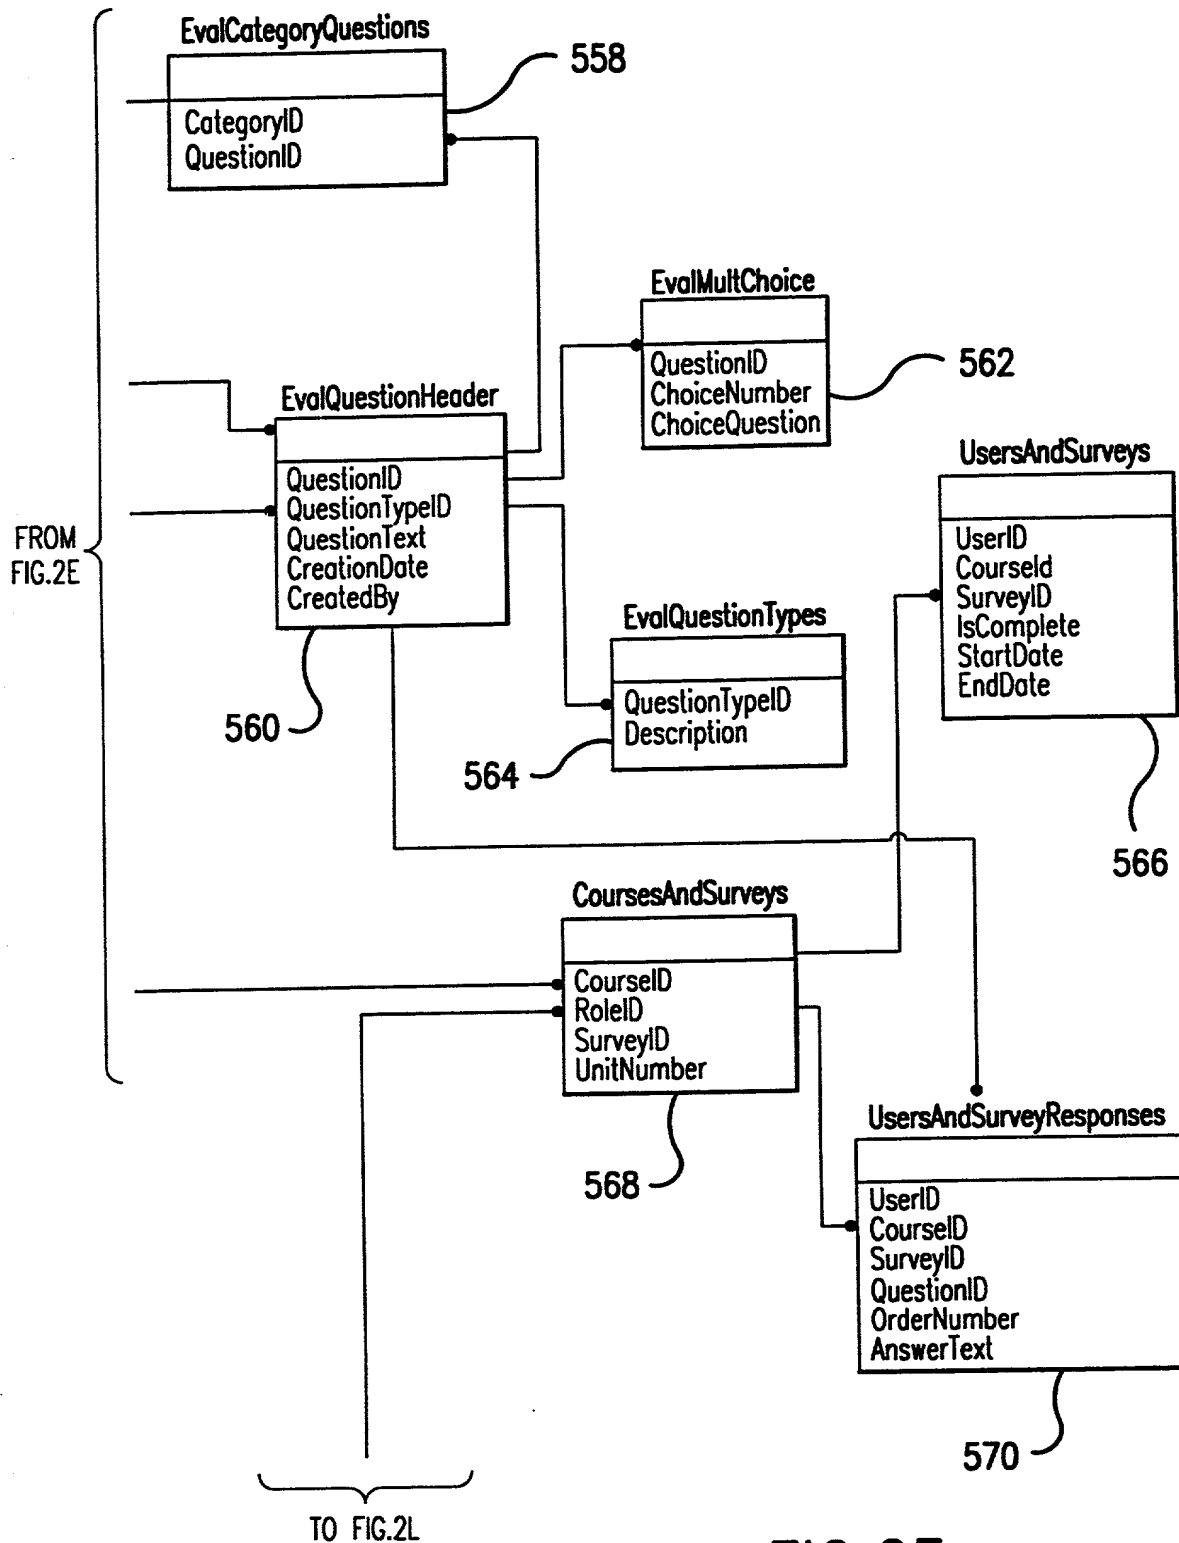 EvalCategoryQuestions
558
CategoryID
QuestionID
EvalMultChoice
562
QuestionID
ChoiceNumber
ChoiceQuestion
EvalQuestionHeader
QuestionID
QuestionTypeID
QuestionText
CreationDate
CreatedBy
560
FROM
FIG.2E
UsersAndSurveys
UserID
CourseId
SurveyID
IsComplete
StartDate
EndDate
566
EvalQuestionTypes
QuestionTypeID
Description
564
CoursesAndSurveys
CourseID
RoleID
SurveyID
UnitNumber
568
UsersAndSurveyResponses
UserID
CourseID
SurveyID
QuestionID
OrderNumber
AnswerText
570
TO FIG.2L